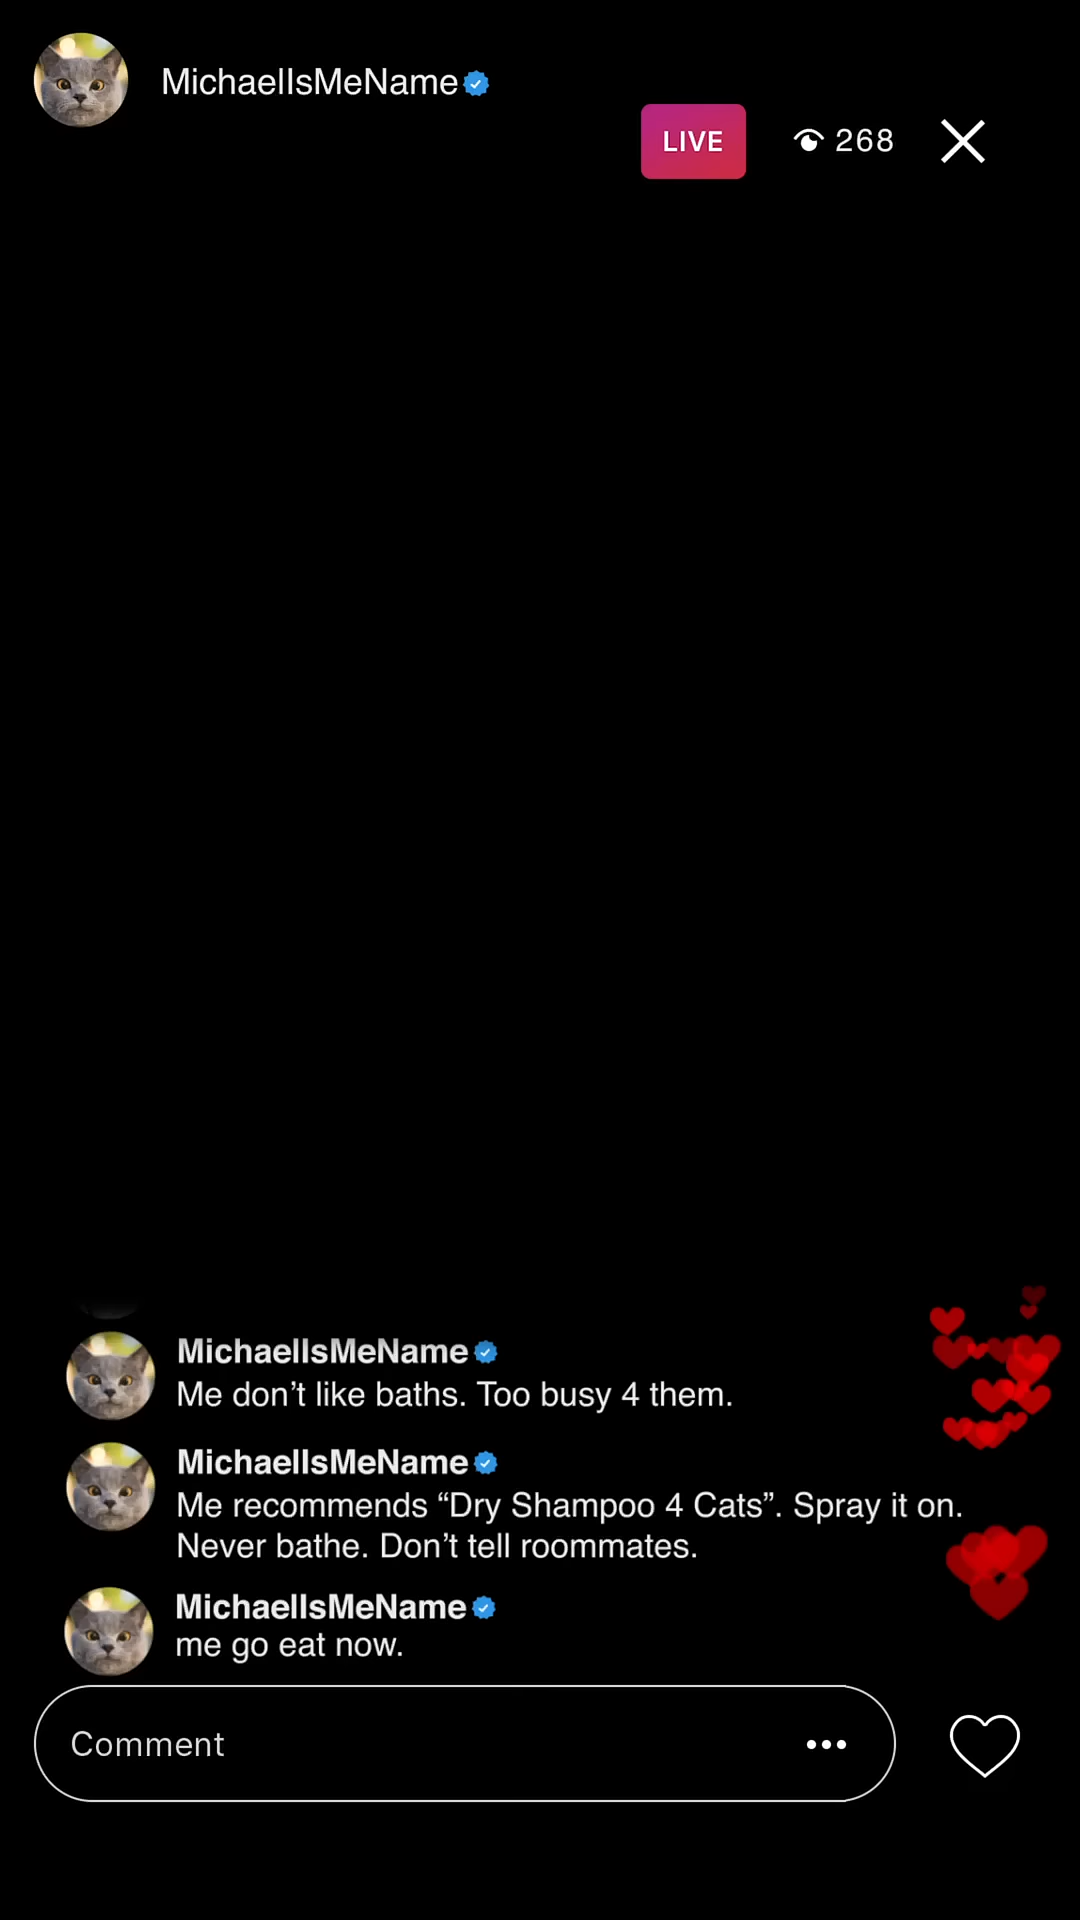 MichaelIsMeName
LIVE
268
MichaelIsMeName
Me don’t like baths. Too busy 4 them.
MichaelIsMeName
Me recommends “Dry Shampoo 4 Cats”. Spray it on.
Never bathe. Don’t tell roommates.
MichaelIsMeName
me go eat now.
Comment